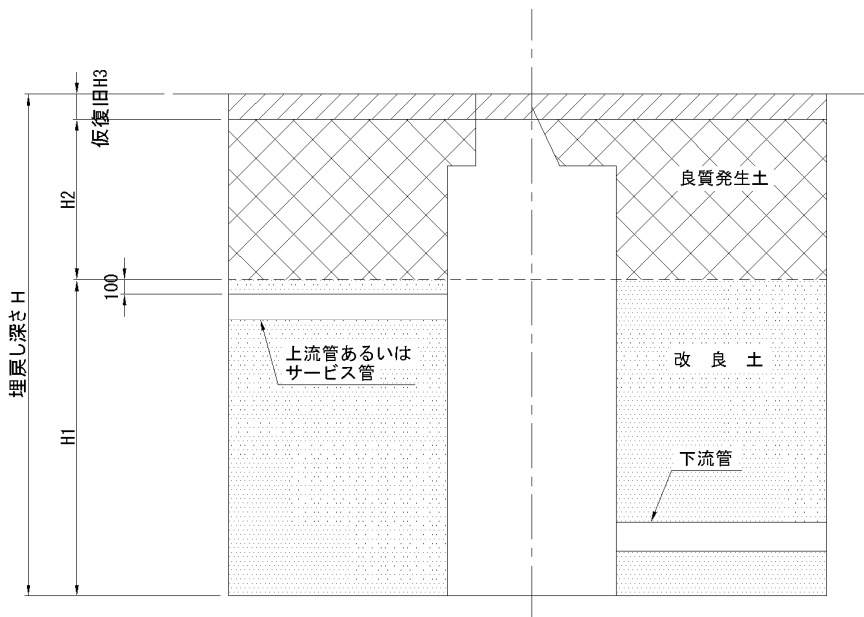 仮復旧H3
H2
100
埋戻し深さ H
H1
良質発生土
上流管あるいは
サービス管
改 良 土
下流管